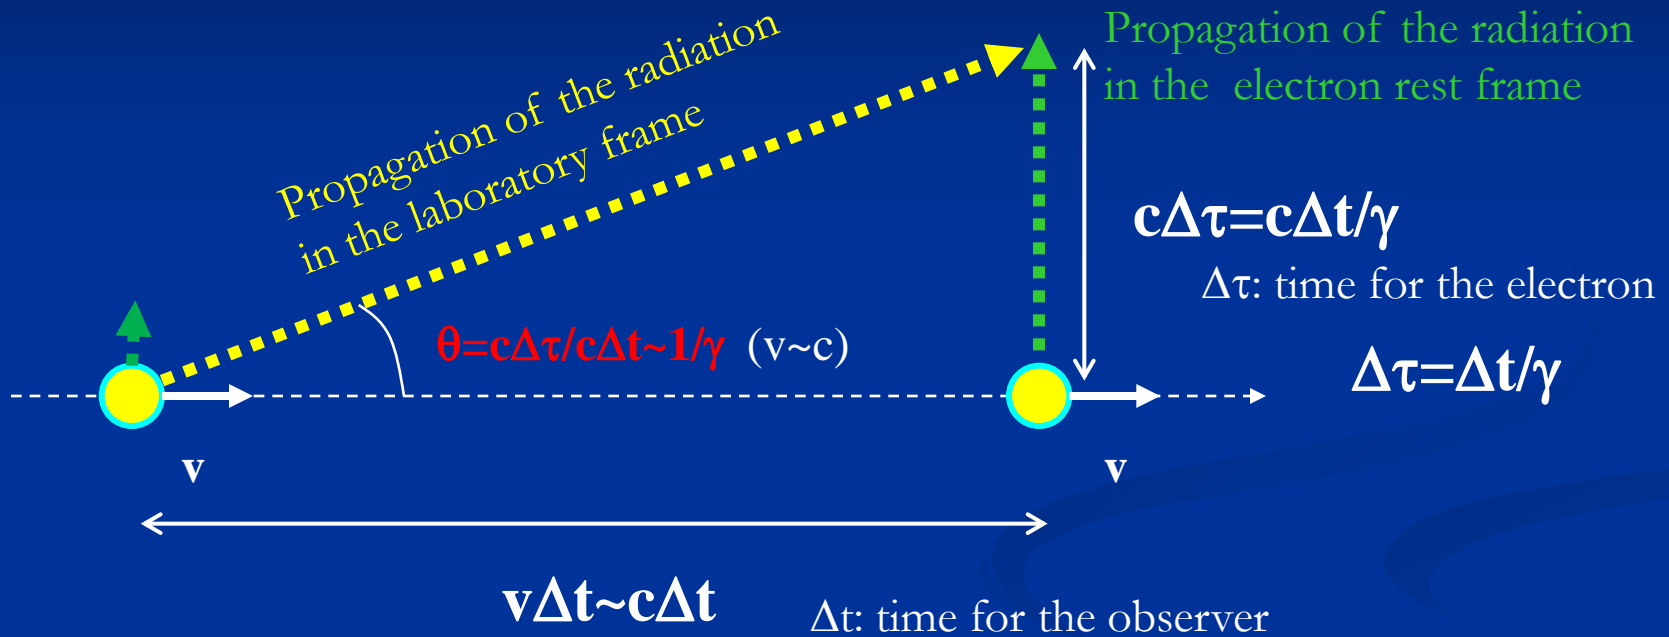 Propagation of the radiation
in the electron rest frame
Propagation of the radiation
in the laboratory frame
cΔτ=cΔt/γ
Δτ: time for the electron
θ=cΔτ/cΔt~1/γ (v~c)
Δτ=Δt/γ
v
v
vΔt~cΔt
Δt: time for the observer